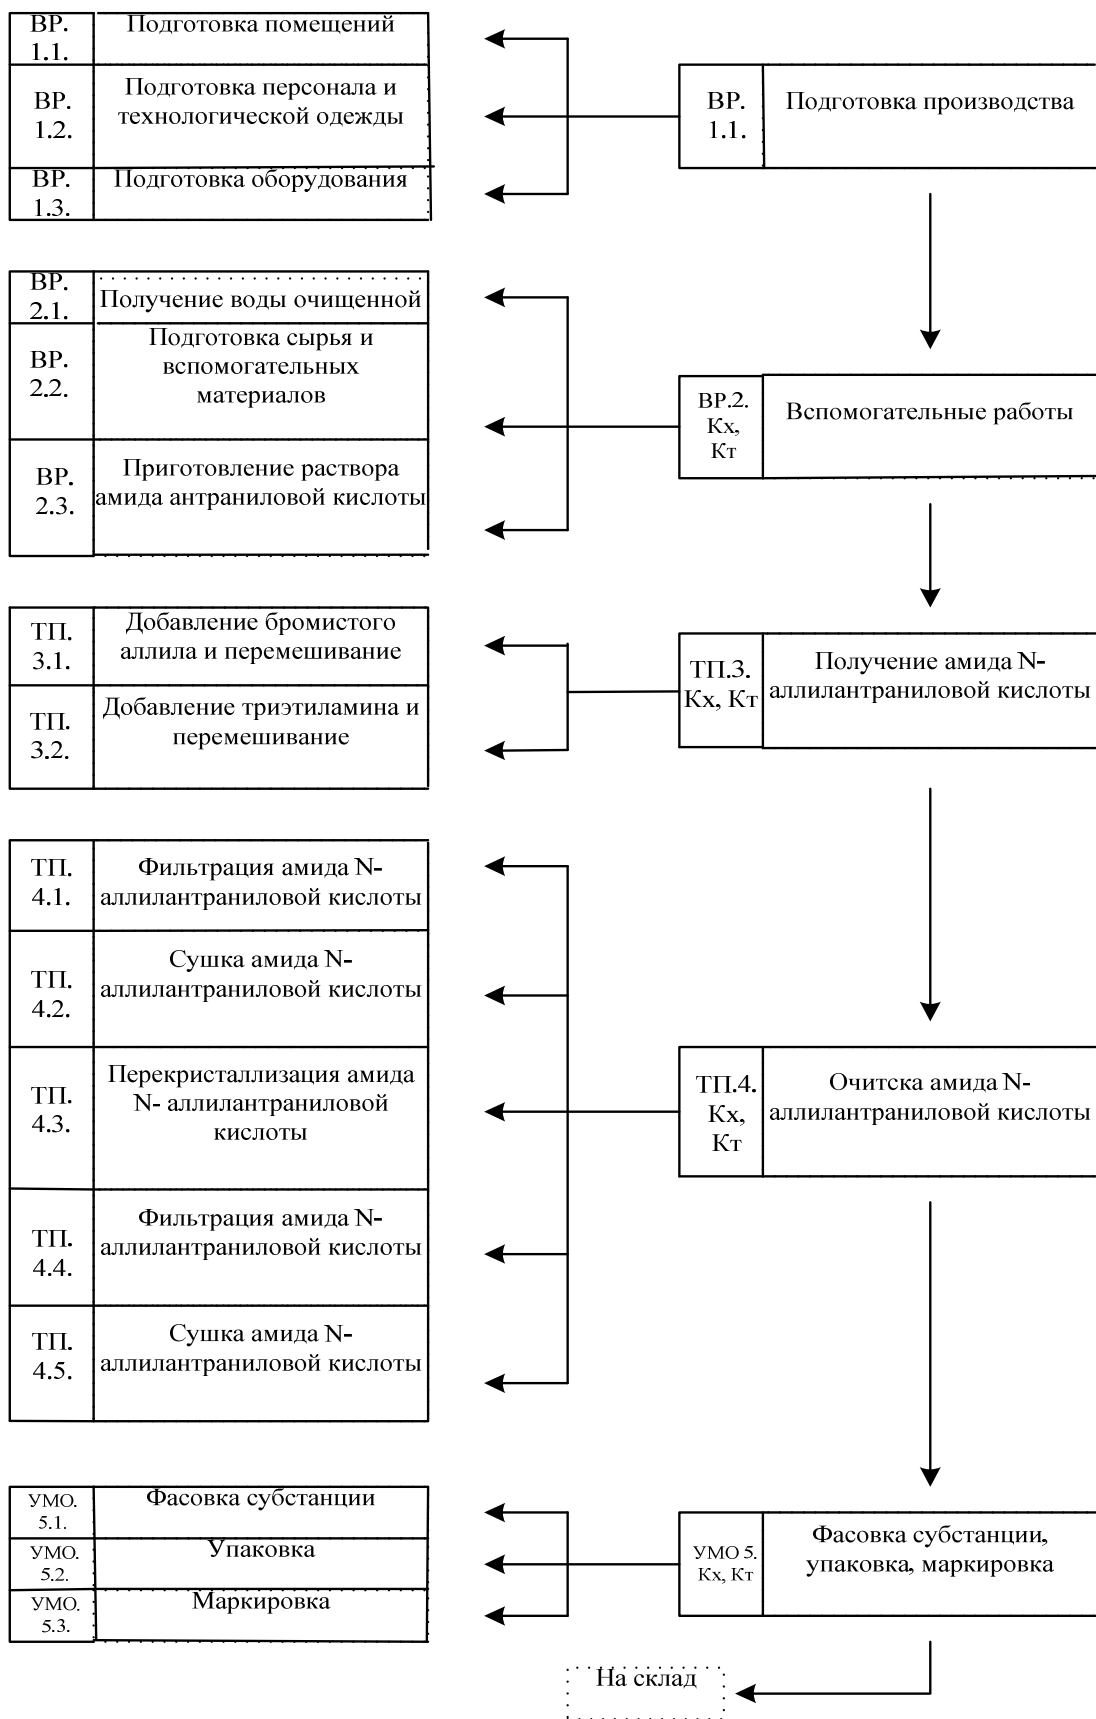 ВР.
1.1.
Подготовка помещений
ВР.
1.2.
Подготовка персонала и
технологической одежды
ВР.
1.3.
Подготовка оборудования
ВР.
1.1.
Подготовка производства
ВР.
2.1.
Получение воды очищенной
ВР.
2.2.
Подготовка сырья и
вспомогательных
материалов
ВР.
2.3.
Приготовление раствора
амида антраниловой кислоты
ВР.2.
Кх,
Кт
Вспомогательные работы
ТП.
3.1.
Добавление бромистого
аллила и перемешивание
ТП.
3.2.
Добавление триэтиламина и
перемешивание
ТП.3.
Кх, Кт
Получение амида N-
аллилантраниловой кислоты
ТП.
4.1.
Фильтрация амида N-
аллилантраниловой кислоты
ТП.
4.2.
Сушка амида N-
аллилантраниловой кислоты
ТП.
4.3.
Перекристаллизация амида
N- аллилантраниловой
кислоты
ТП.
4.4.
Фильтрация амида N-
аллилантраниловой кислоты
ТП.
4.5.
Сушка амида N-
аллилантраниловой кислоты
ТП.4.
Кх,
Кт
Очитска амида N-
аллилантраниловой кислоты
УМО.
5.1.
Фасовка субстанции
УМО.
5.2.
Упаковка
УМО.
5.3.
Маркировка
УМО 5.
Кх, Кт
Фасовка субстанции,
упаковка, маркировка
На склад